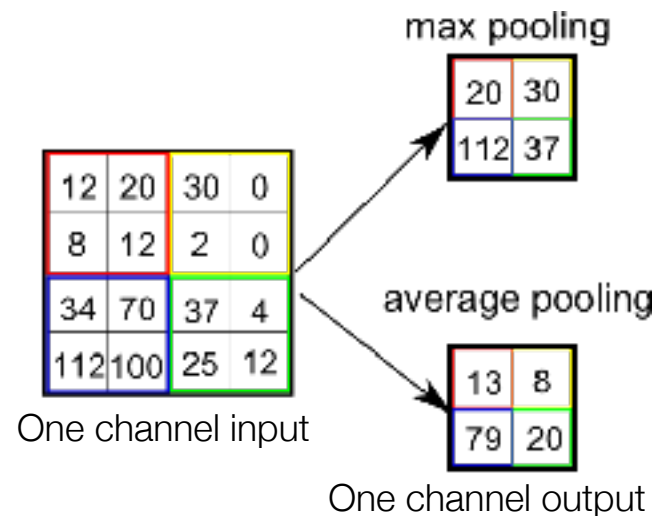 max pooling
20 30
112 37
12 20 30 0
8 12 2 0
34 70 37 4
112 100 25 12
One channel input
average pooling
13 8
79 20
One channel output